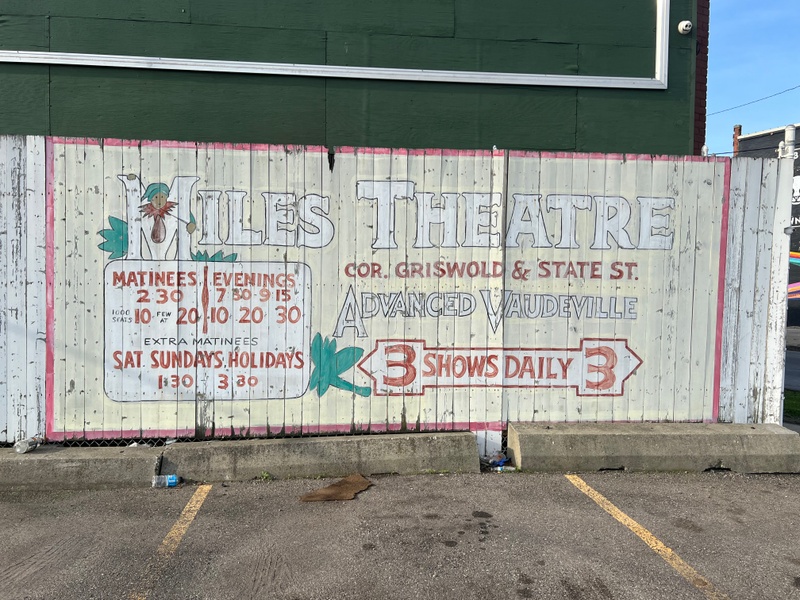 MILES THEATRE
COR. GRISWOLD & STATE ST.
ADVANCED VAUDEVILLE
3 SHOWS DAILY 3
MATINEES EVENINGS
2 30 7 30-9 15
1000 SEATS 10 FEW AT 20 10 20 30
EXTRA MATINEES
SAT. SUNDAYS. HOLIDAYS
1:30 3 30